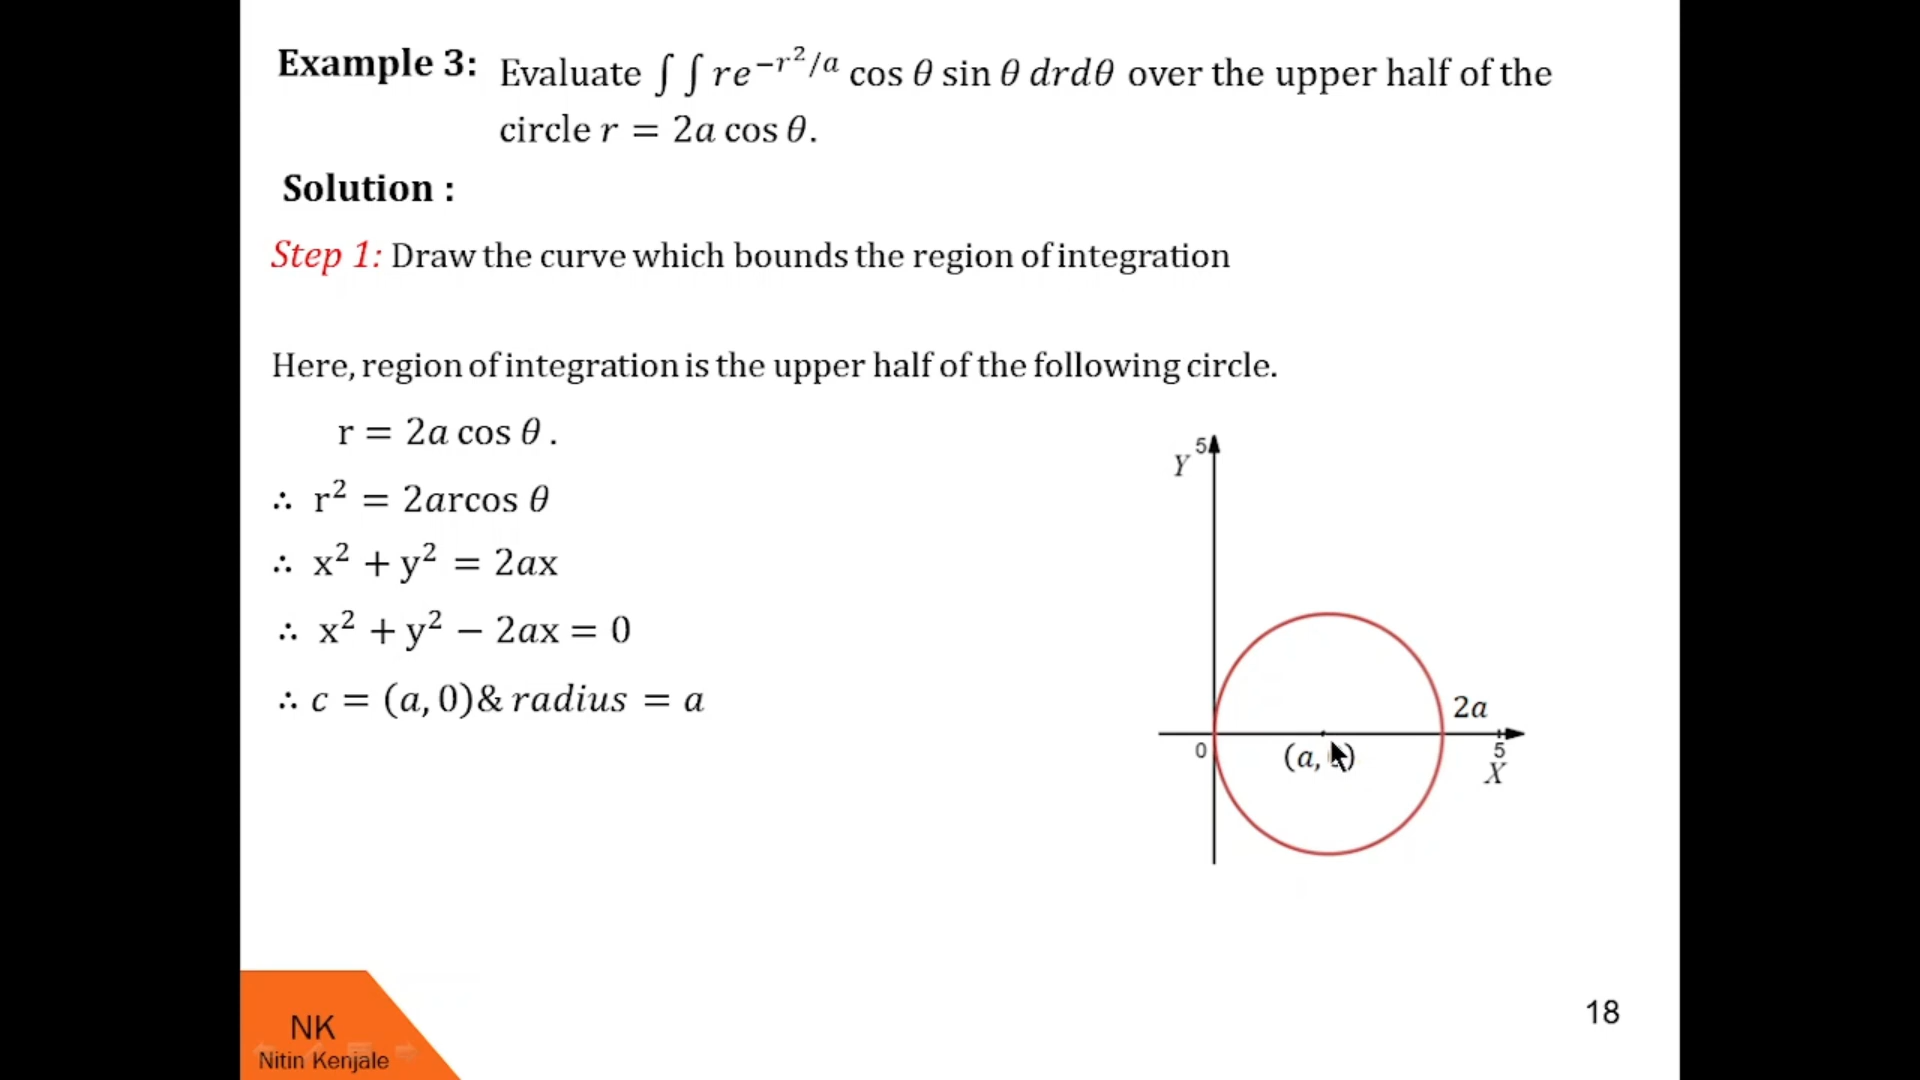 Example 3: Evaluate ∫ ∫ re^{−r²/a} cos θ sin θ drdθ over the upper half of the
circle r = 2a cos θ.
Solution :
Step 1: Draw the curve which bounds the region of integration
Here, region of integration is the upper half of the following circle.
r = 2a cos θ .
∴ r² = 2arcos θ
∴ x² + y² = 2ax
∴ x² + y² − 2ax = 0
∴ c = (a, 0)& radius = a
5
Y
2a
0
(a, )
5
X
NK
Nitin Kenjale
18